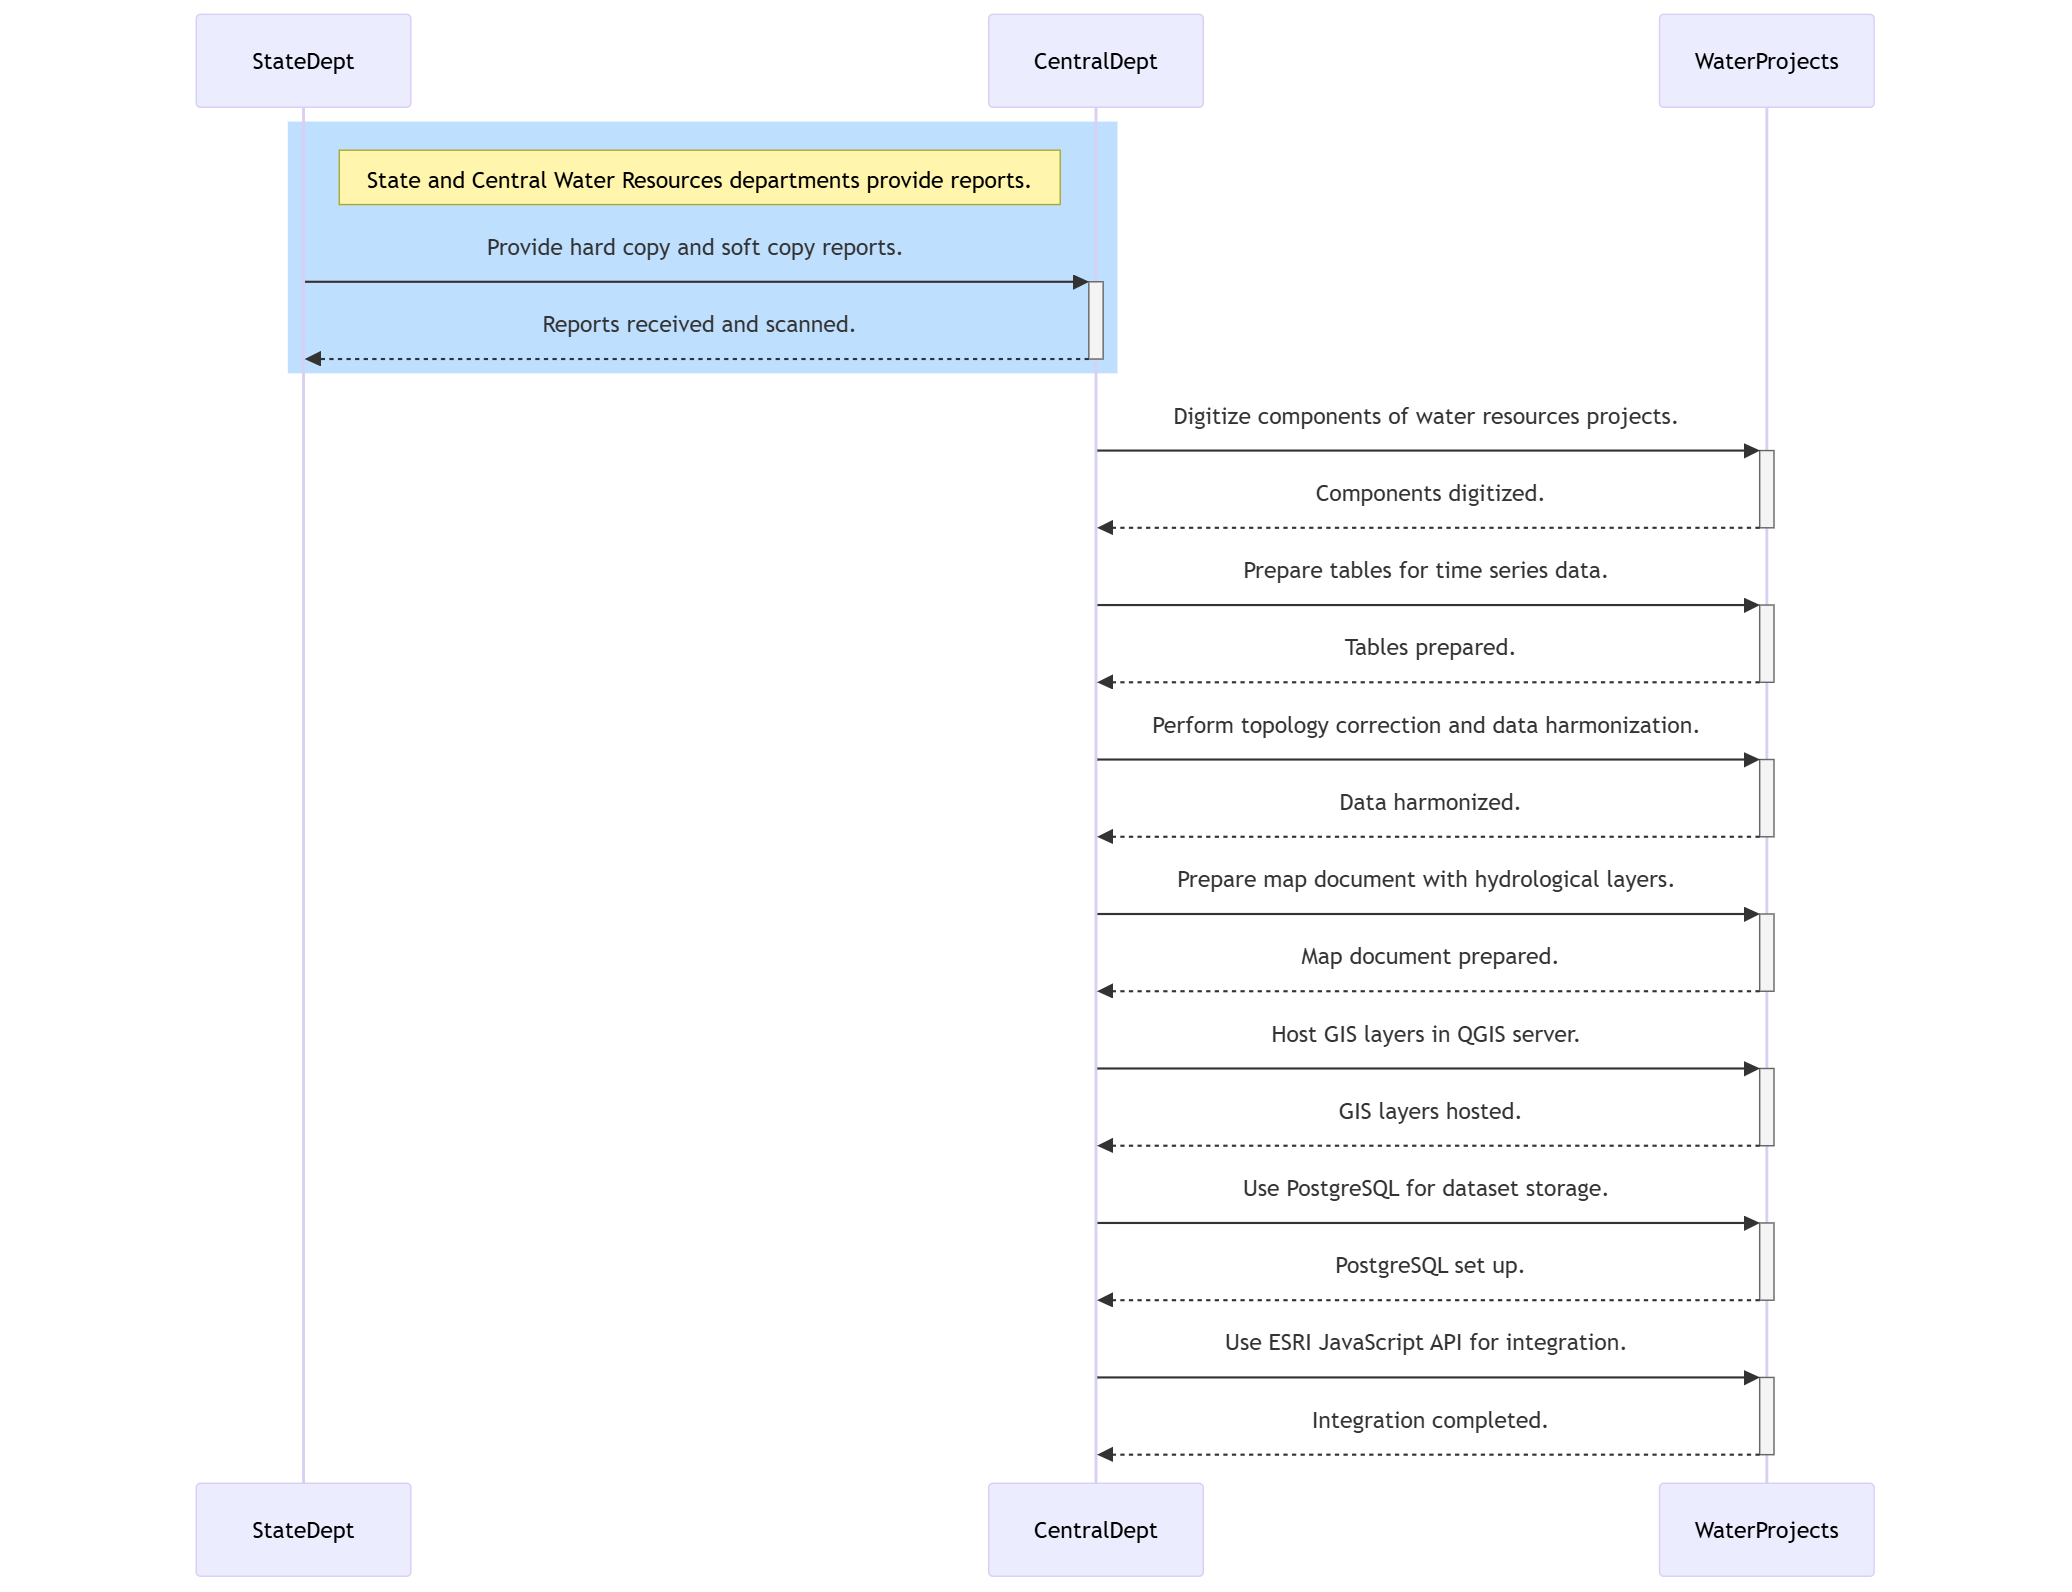 StateDept
CentralDept
WaterProjects
State and Central Water Resources departments provide reports.
Provide hard copy and soft copy reports.
Reports received and scanned.
Digitize components of water resources projects.
Components digitized.
Prepare tables for time series data.
Tables prepared.
Perform topology correction and data harmonization.
Data harmonized.
Prepare map document with hydrological layers.
Map document prepared.
Host GIS layers in QGIS server.
GIS layers hosted.
Use PostgreSQL for dataset storage.
PostgreSQL set up.
Use ESRI JavaScript API for integration.
Integration completed.
StateDept
CentralDept
WaterProjects